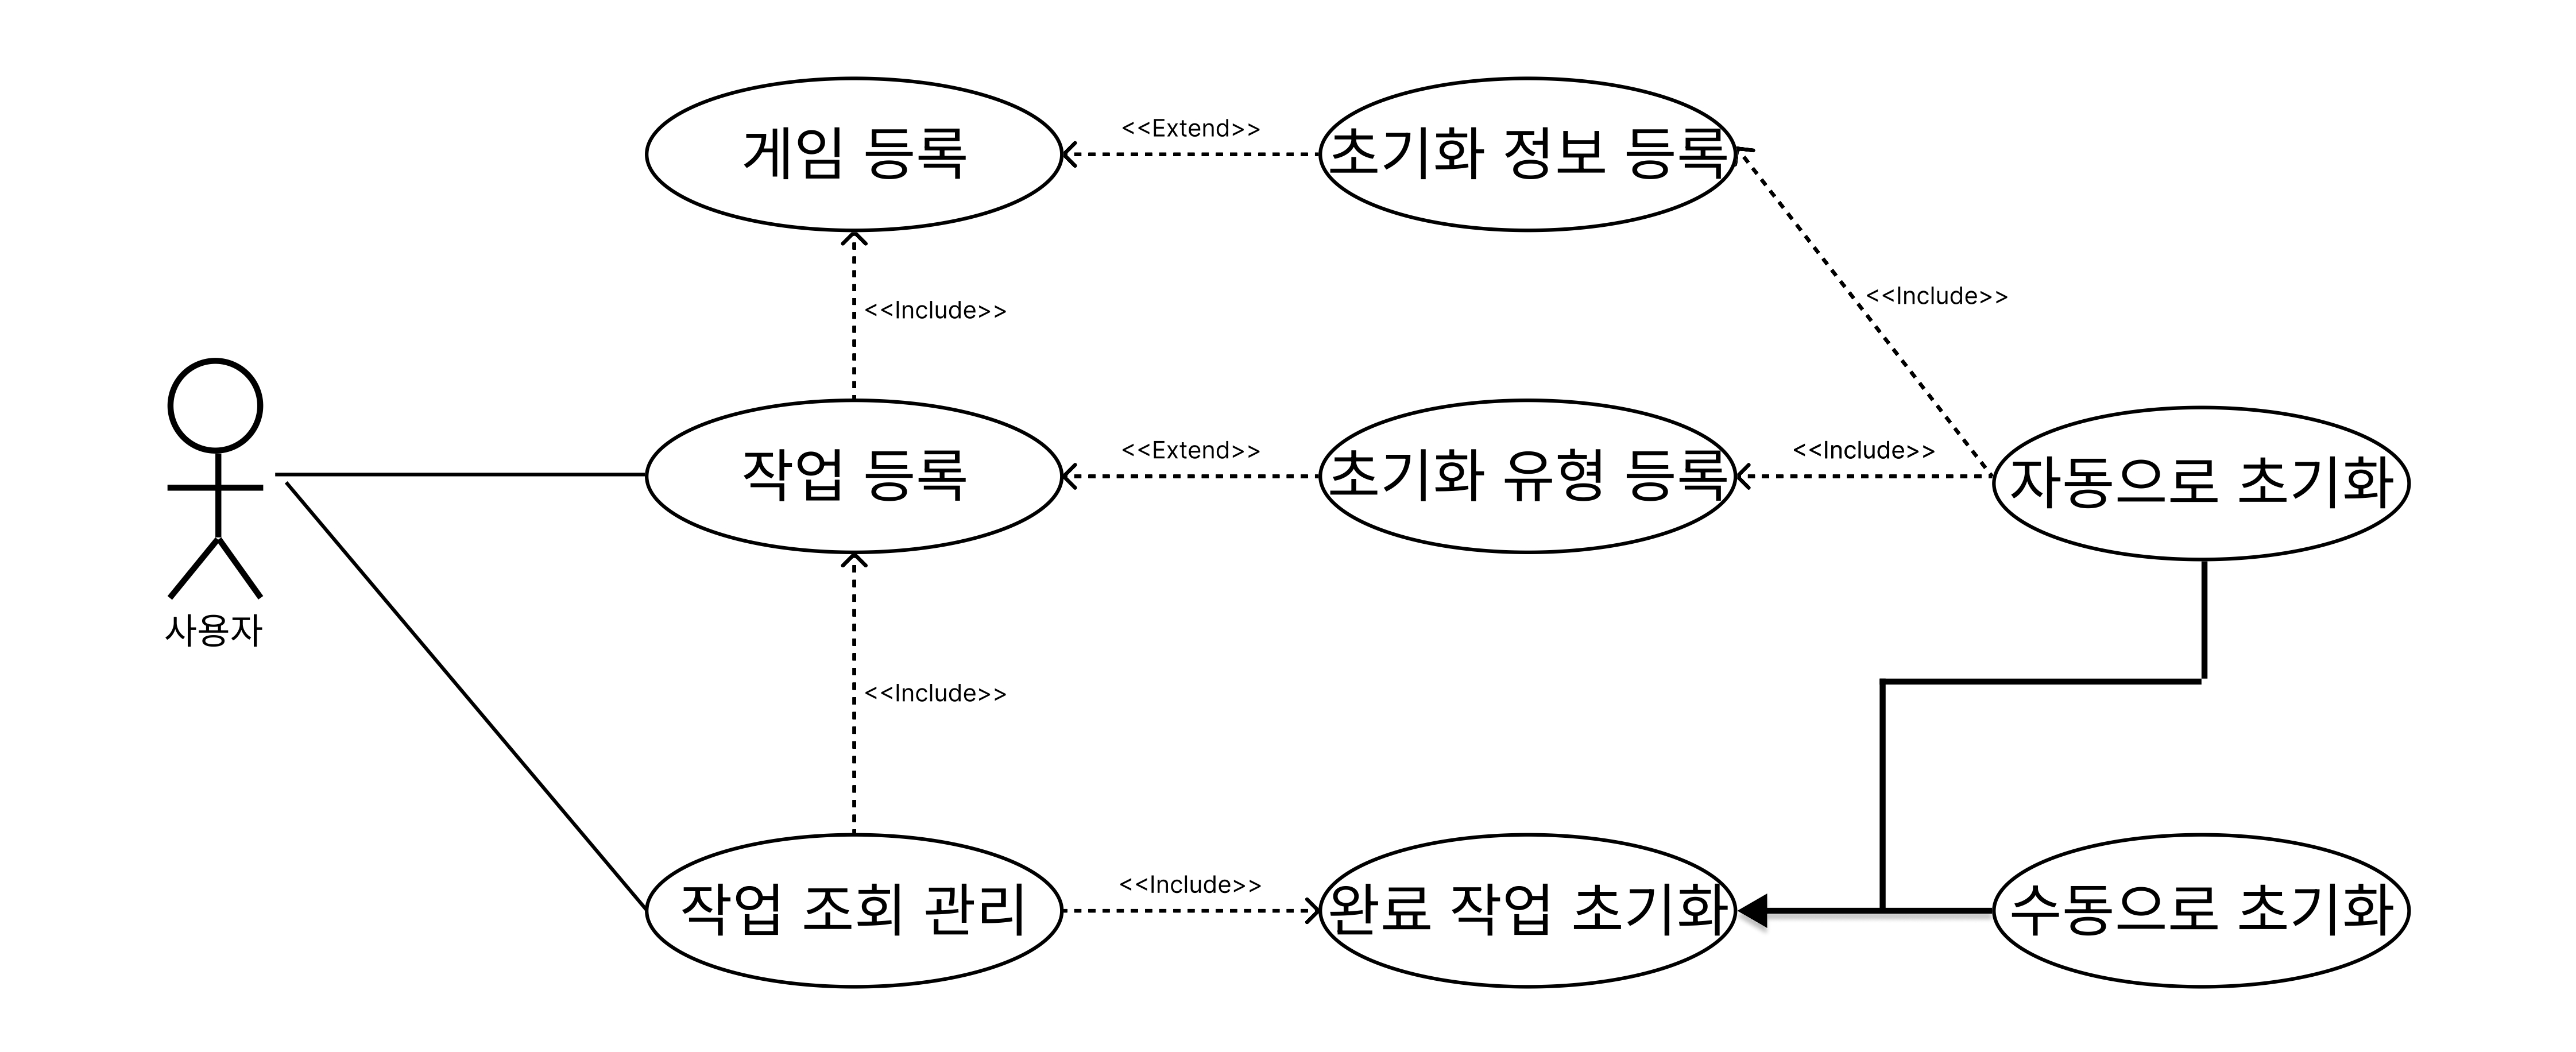 게임 등록
<<Extend>>
초기화 정보 등록
<<Include>>
<<Include>>
사용자
작업 등록
<<Extend>>
초기화 유형 등록
<<Include>>
자동으로 초기화
<<Include>>
작업 조회 관리
<<Include>>
완료 작업 초기화
수동으로 초기화